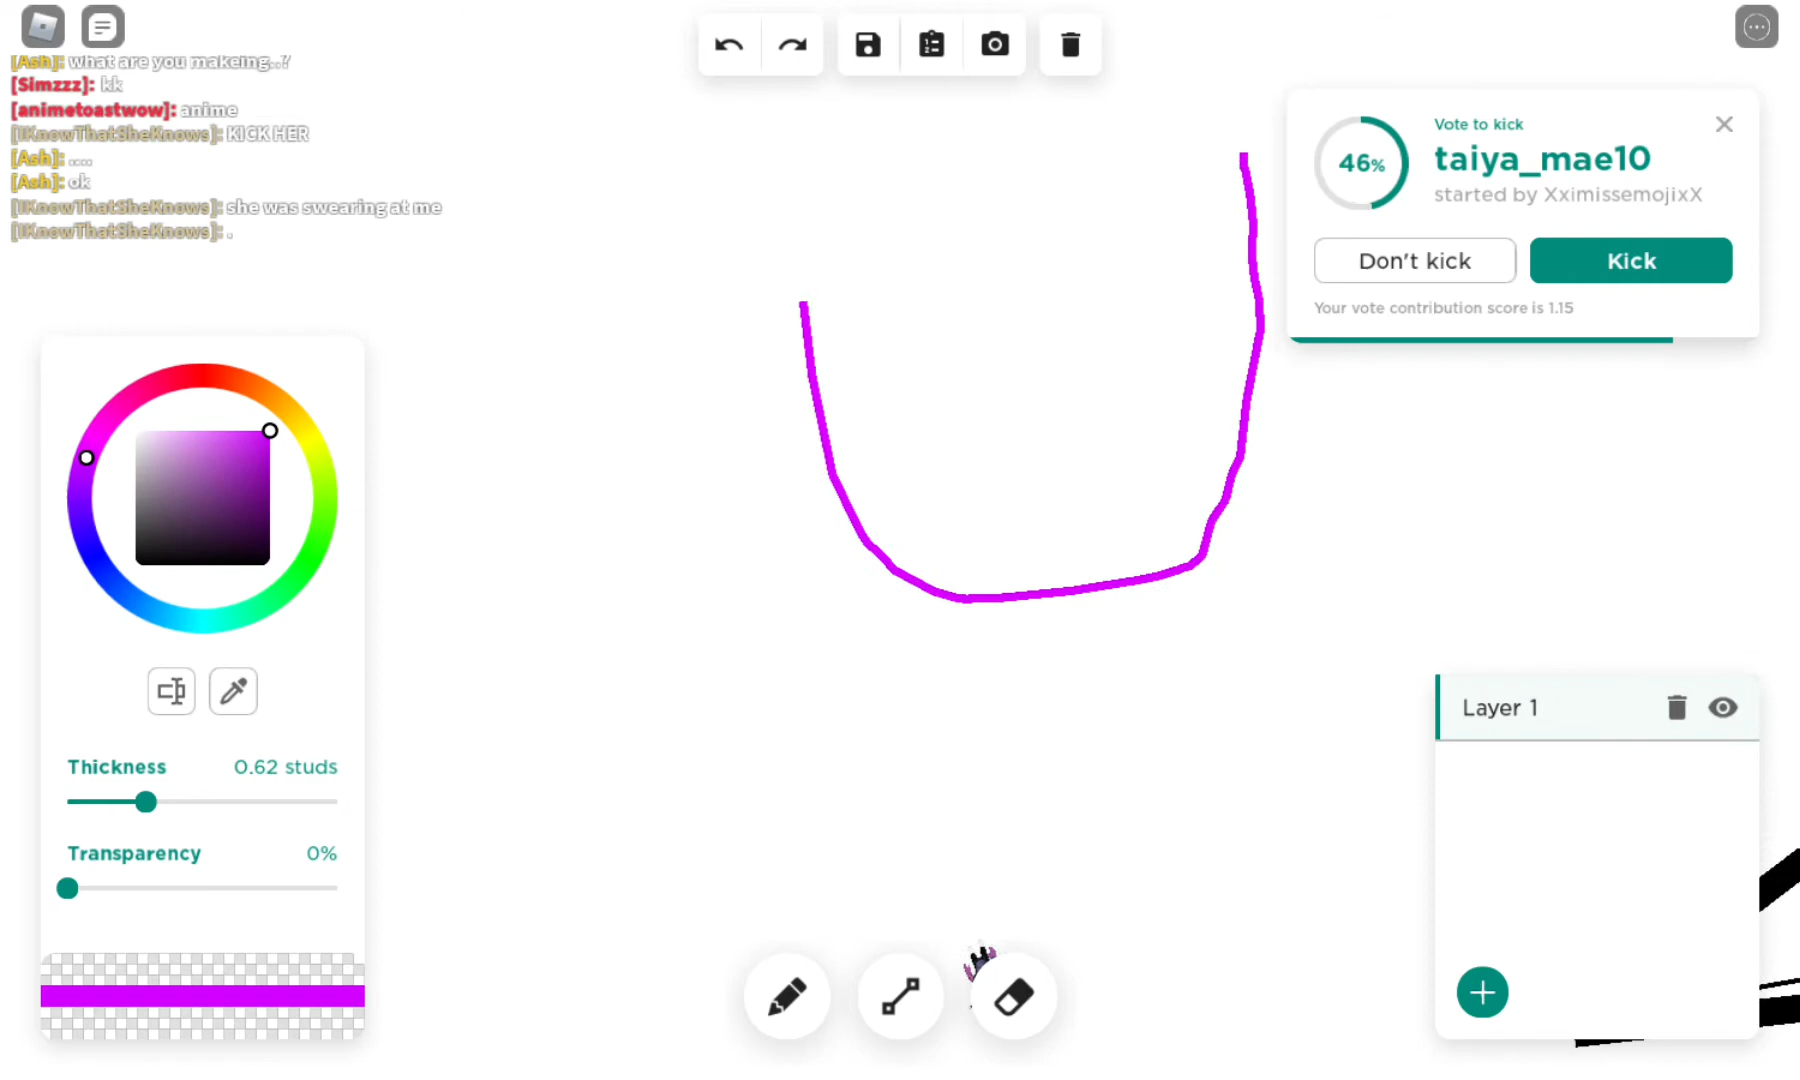 [Ash]: what are you makeing..?
[Simzzz]: kk
[animetoastwow]: anime
[IKnowThatSheKnows]: KICK HER
[Ash]: ....
[Ash]: ok
[IKnowThatSheKnows]: she was swearing at me
[IKnowThatSheKnows]: .
46%
Vote to kick
taiya_mae10
started by XximissemojixX
Don't kick
Kick
Your vote contribution score is 1.15
Thickness 0.62 studs
Transparency 0%
Layer 1